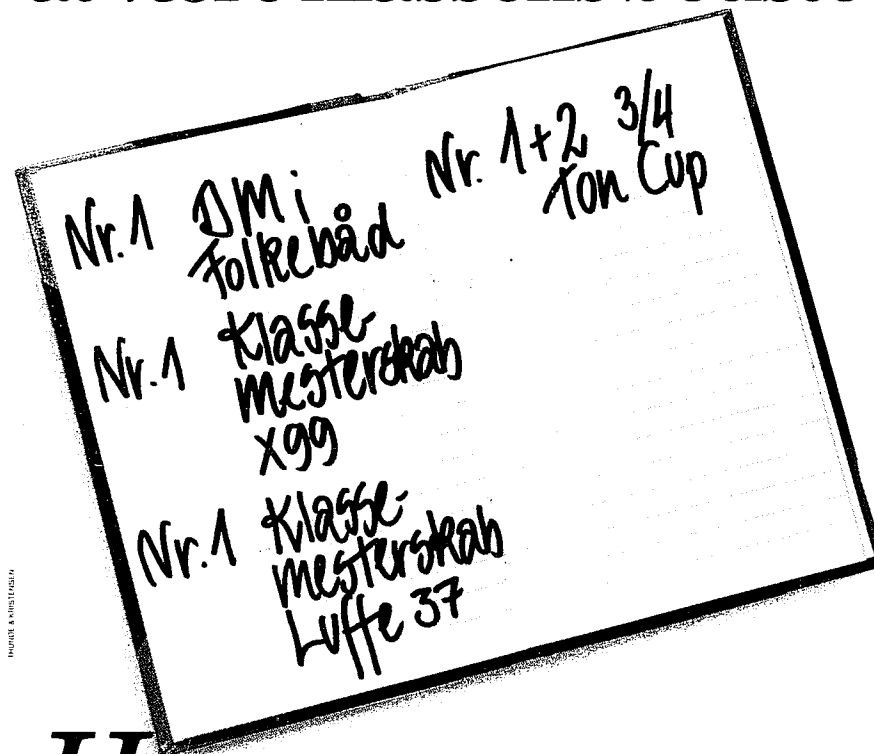 Nr. 1 DM i
Folkebåd
Nr. 1 Klasse-
mesterskab
X99
Nr. 1 Klasse-
mesterskab
Luffe 37
Nr. 1+2 3/4
Ton Cup